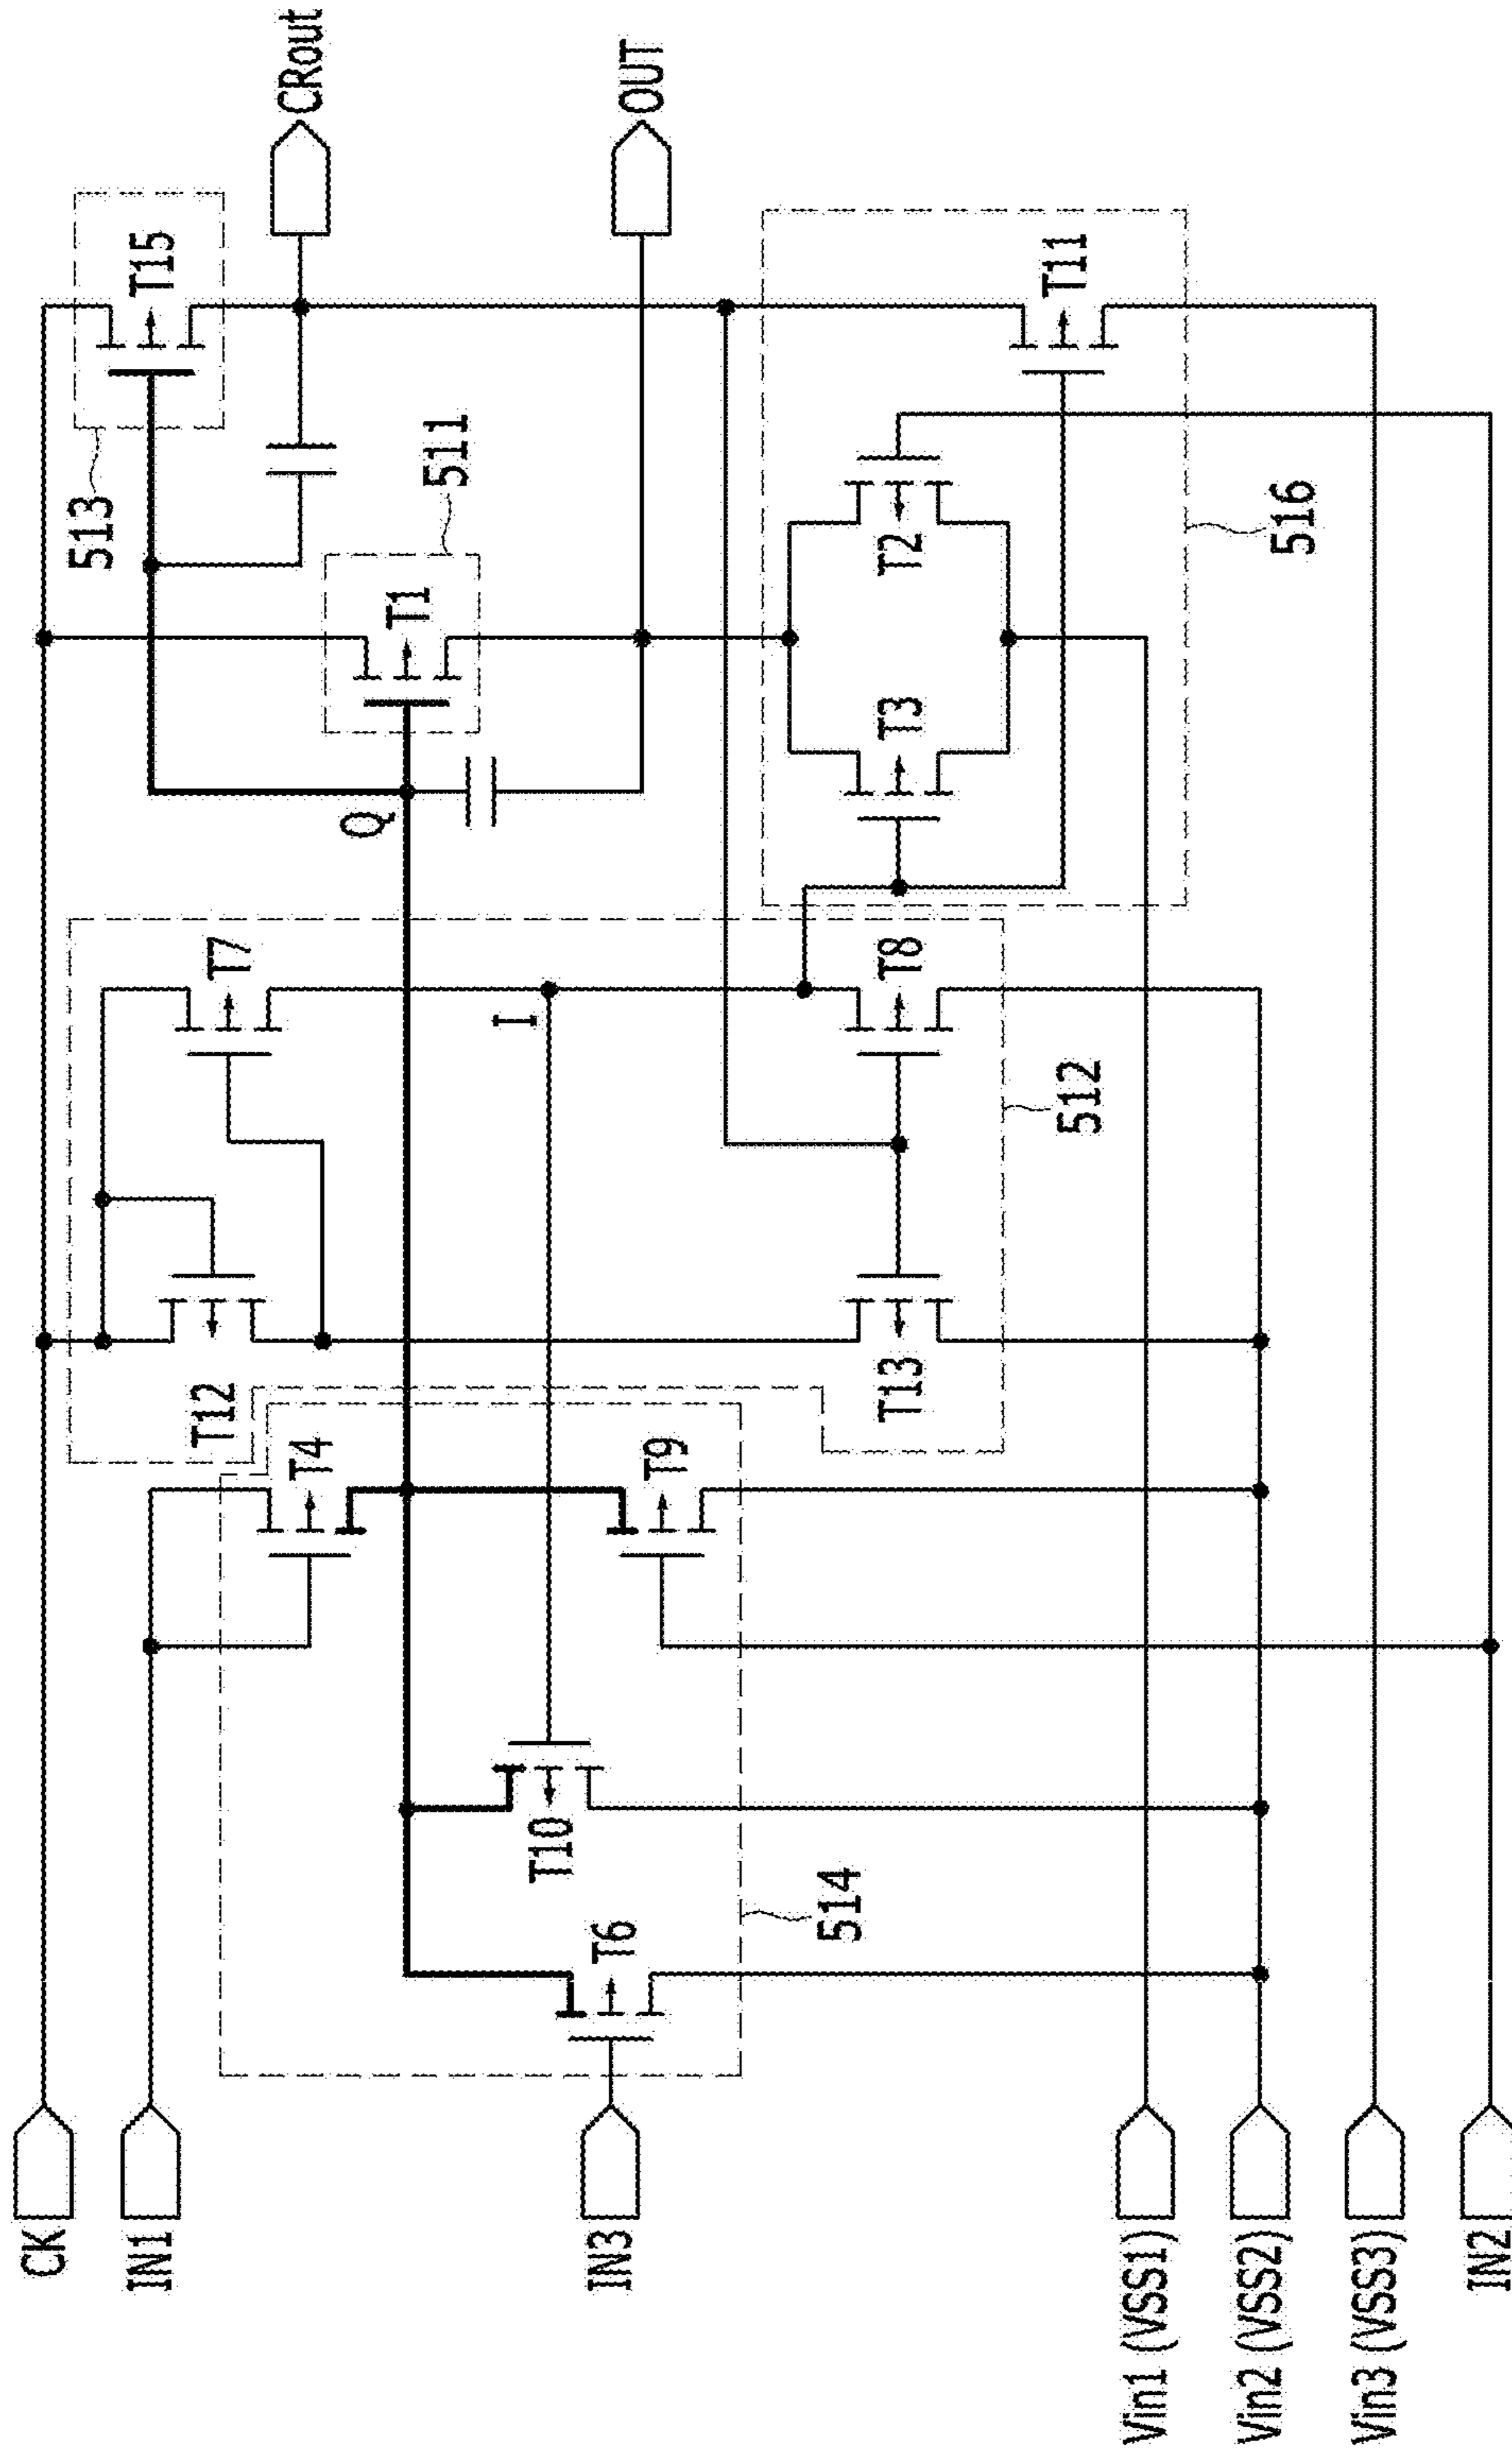 CK
IN1
IN3
Vin1 (VSS1)
Vin2 (VSS2)
Vin3 (VSS3)
IN2
T12
T7
T4
T9
T10
T6
514
T13
T8
512
I
Q
T1
511
T15
513
T3
T2
T11
516
CRout
OUT